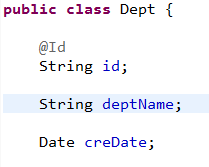 public class Dept {
@Id
String id;
String deptName;
Date creDate;